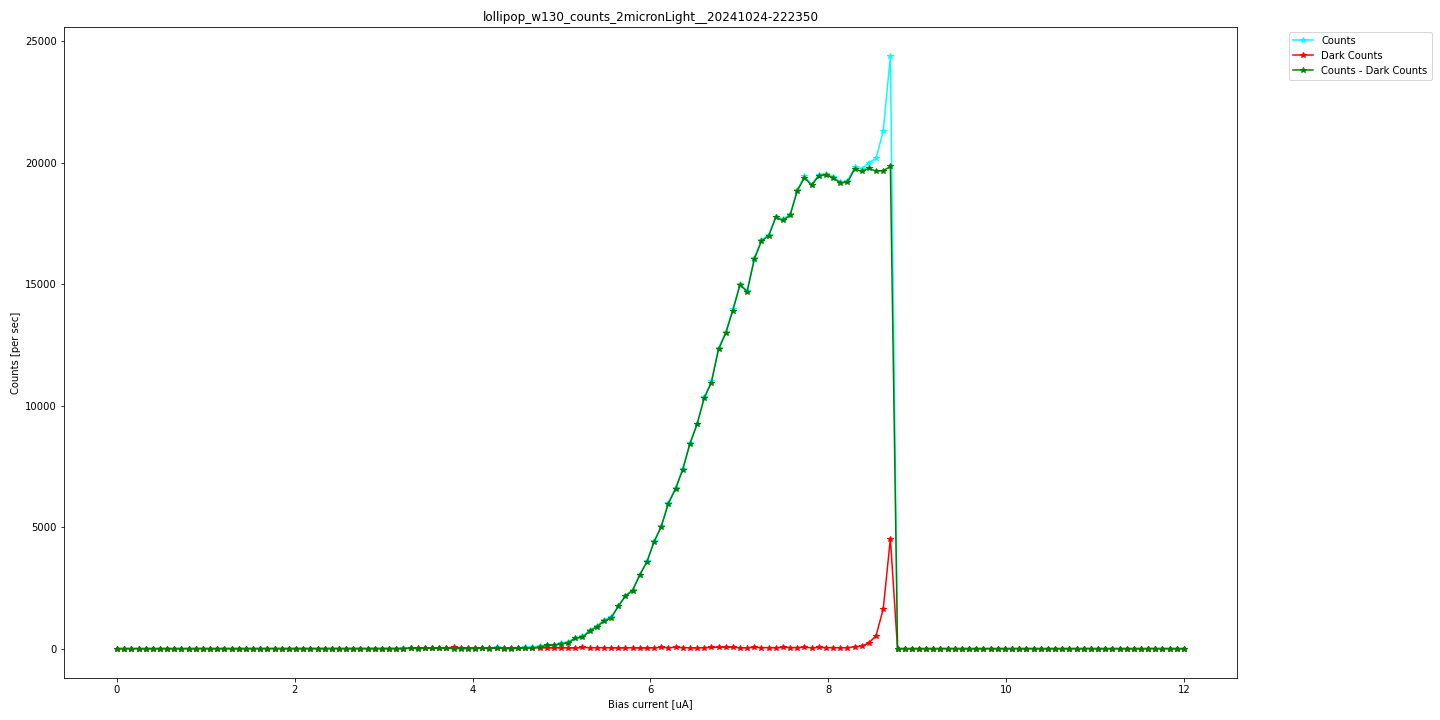 lollipop_w130_counts_2micronLight__20241024-222350
Counts
Dark Counts
Counts - Dark Counts
25000
20000
15000
10000
5000
0
Counts [per sec]
0 2 4 6 8 10 12
Bias current [uA]